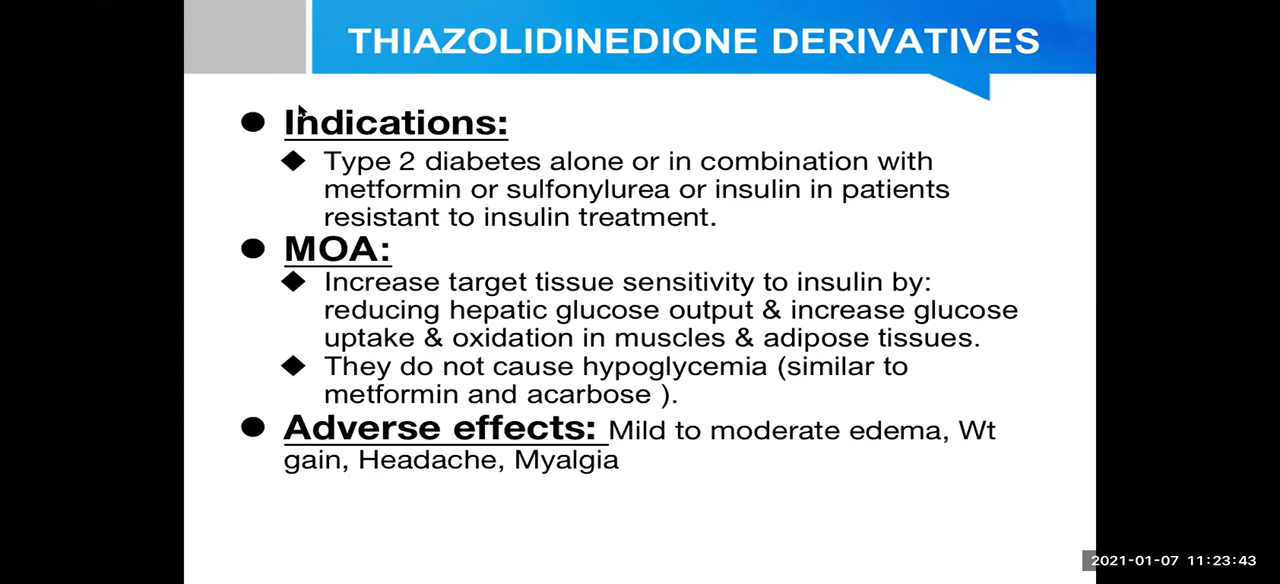 THIAZOLIDINEDIONE DERIVATIVES
● Indications:
◆ Type 2 diabetes alone or in combination with
metformin or sulfonylurea or insulin in patients
resistant to insulin treatment.
● MOA:
◆ Increase target tissue sensitivity to insulin by:
reducing hepatic glucose output & increase glucose
uptake & oxidation in muscles & adipose tissues.
◆ They do not cause hypoglycemia (similar to
metformin and acarbose ).
● Adverse effects: Mild to moderate edema, Wt
gain, Headache, Myalgia
2021-01-07 11:23:43